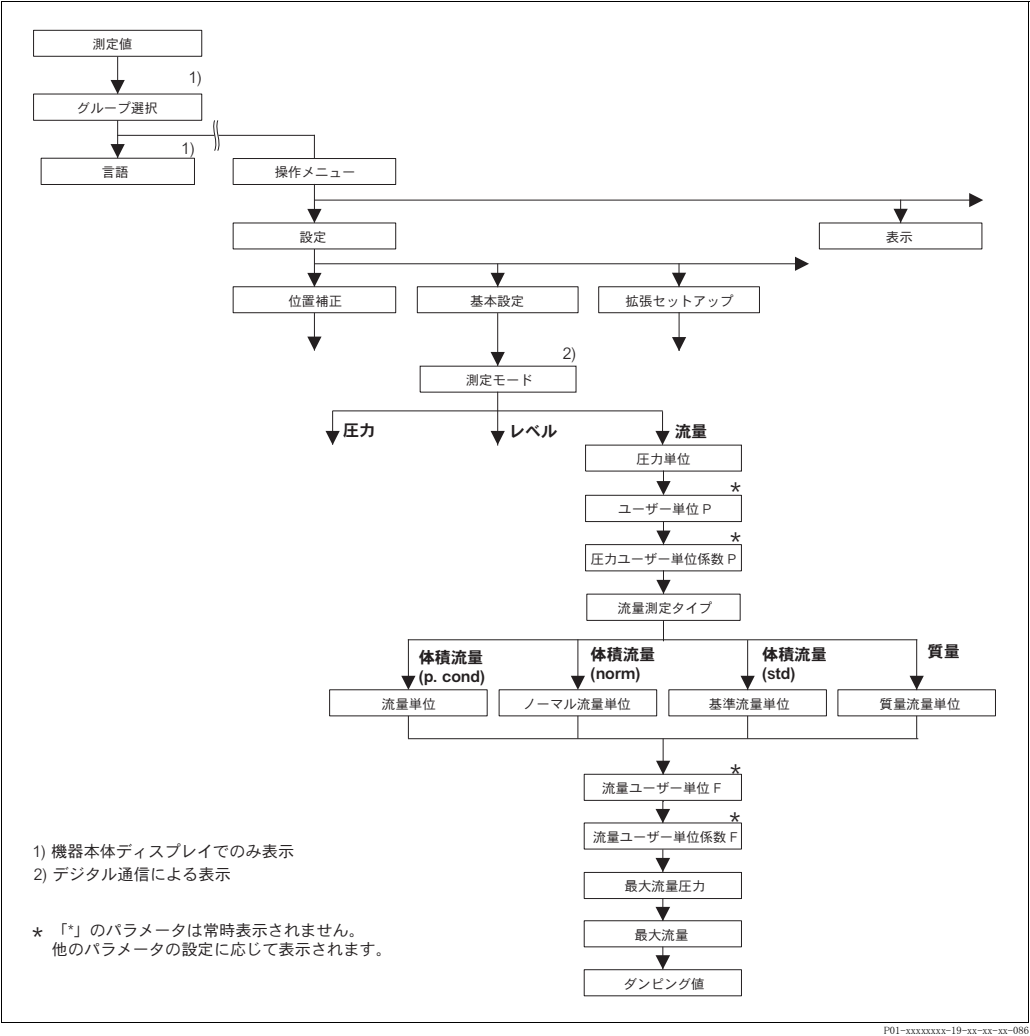 測定値
1)
グループ選択
1)
言語
操作メニュー
設定
表示
位置補正
基本設定
拡張セットアップ
2)
測定モード
圧力
レベル
流量
圧力単位
*
ユーザー単位 P
*
圧力ユーザー単位係数 P
流量測定タイプ
体積流量
(p. cond)
体積流量
(norm)
体積流量
(std)
質量
流量単位
ノーマル流量単位
基準流量単位
質量流量単位
*
流量ユーザー単位 F
*
流量ユーザー単位係数 F
最大流量圧力
最大流量
ダンピング値
1) 機器本体ディスプレイでのみ表示
2) デジタル通信による表示
* 「*」のパラメータは常時表示されません。
他のパラメータの設定に応じて表示されます。
P01-xxxxxxxx-19-xx-xx-xx-086